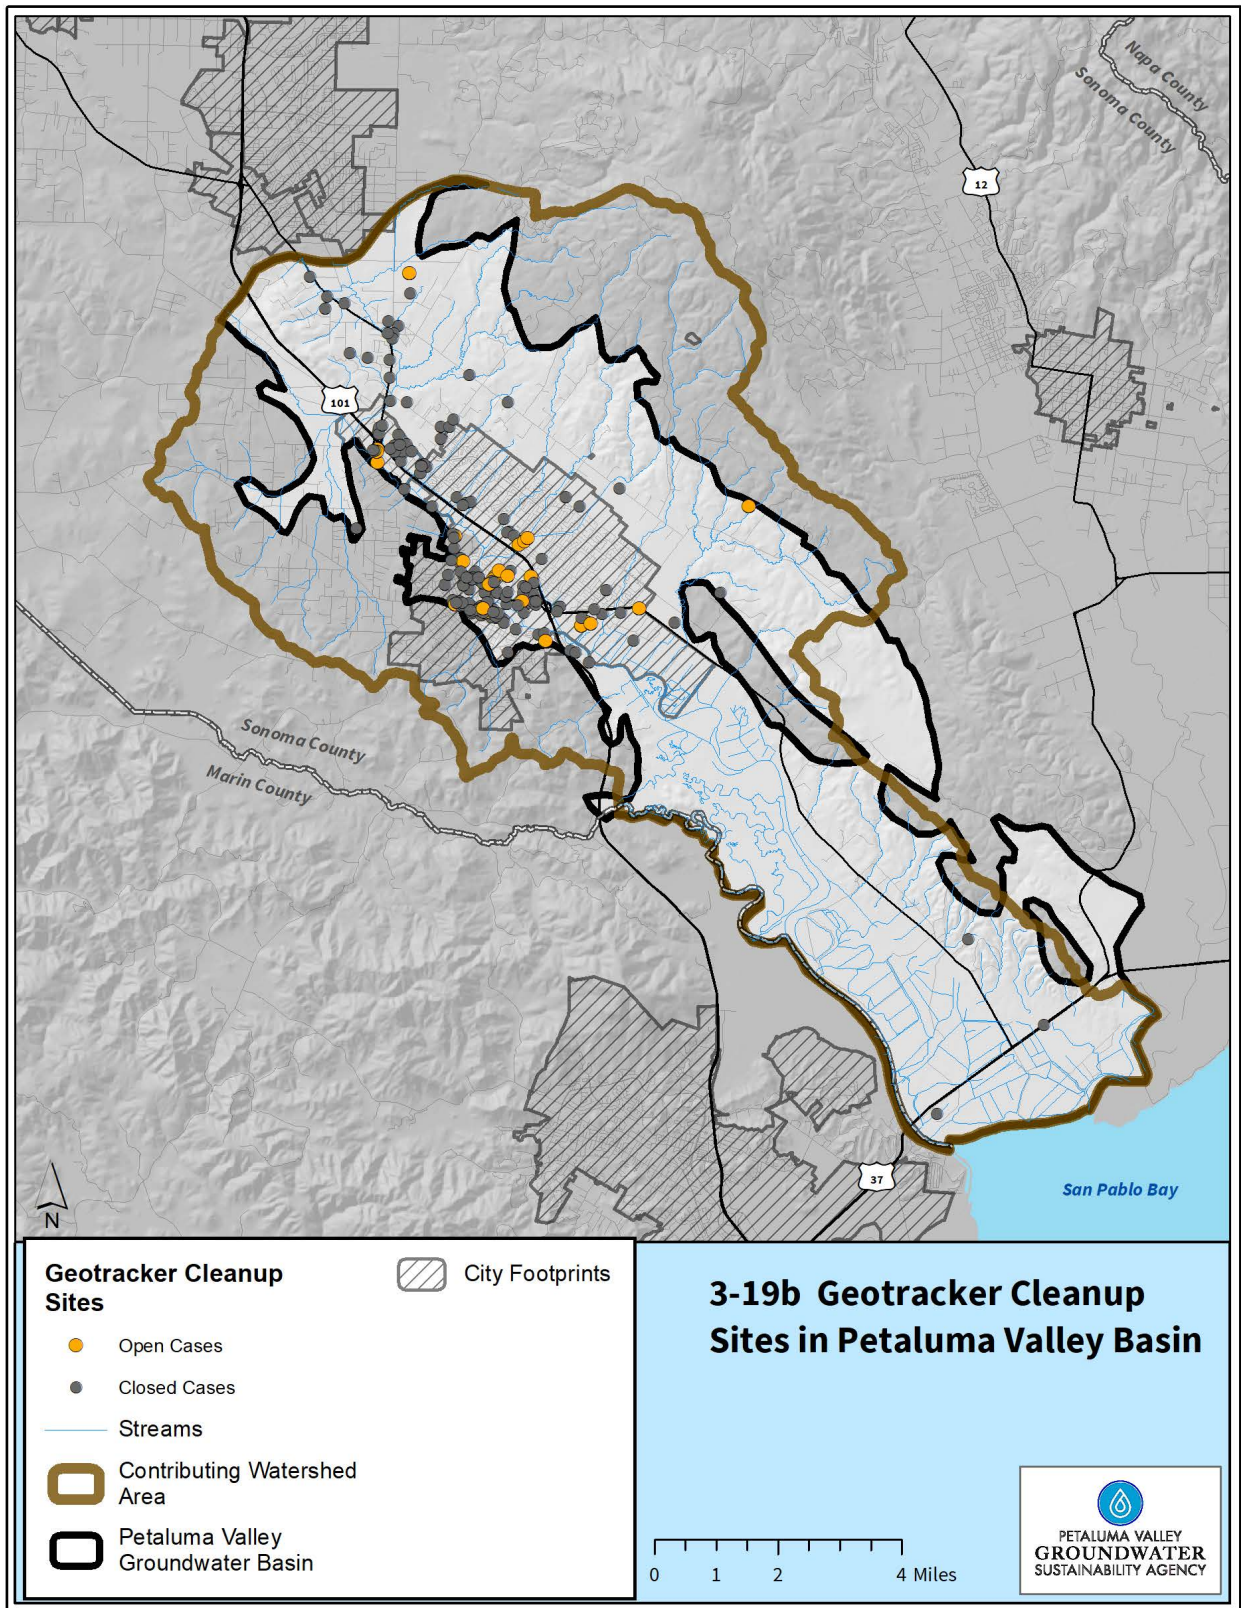 Napa County
Sonoma County
12
101
Sonoma County
Marin County
37
San Pablo Bay
N
Geotracker Cleanup
Sites
Open Cases
Closed Cases
Streams
Contributing Watershed
Area
Petaluma Valley
Groundwater Basin
City Footprints
3-19b Geotracker Cleanup
Sites in Petaluma Valley Basin
0 1 2 4 Miles
PETALUMA VALLEY
GROUNDWATER
SUSTAINABILITY AGENCY